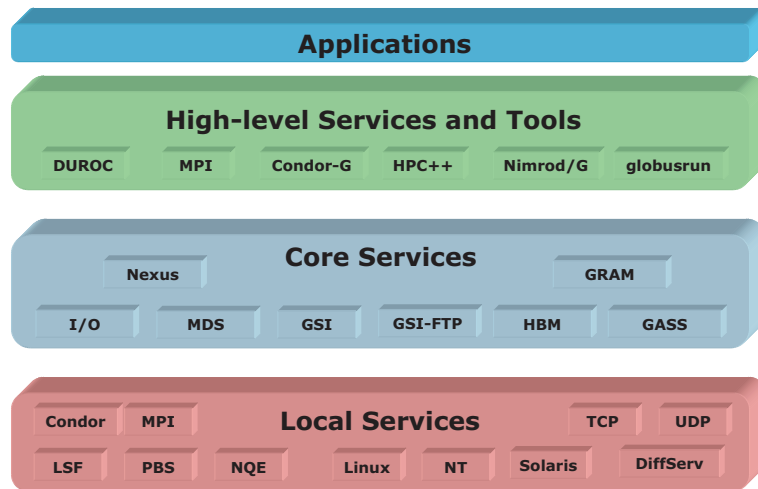 Applications
High-level Services and Tools
DUROC MPI Condor-G HPC++ Nimrod/G globusrun
Core Services
Nexus GRAM
I/O MDS GSI GSI-FTP HBM GASS
Local Services
Condor MPI TCP UDP
LSF PBS NQE Linux NT Solaris DiffServ